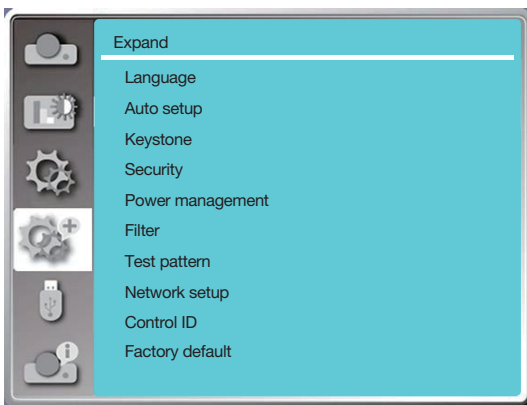 Expand
Language
Auto setup
Keystone
Security
Power management
Filter
Test pattern
Network setup
Control ID
Factory default